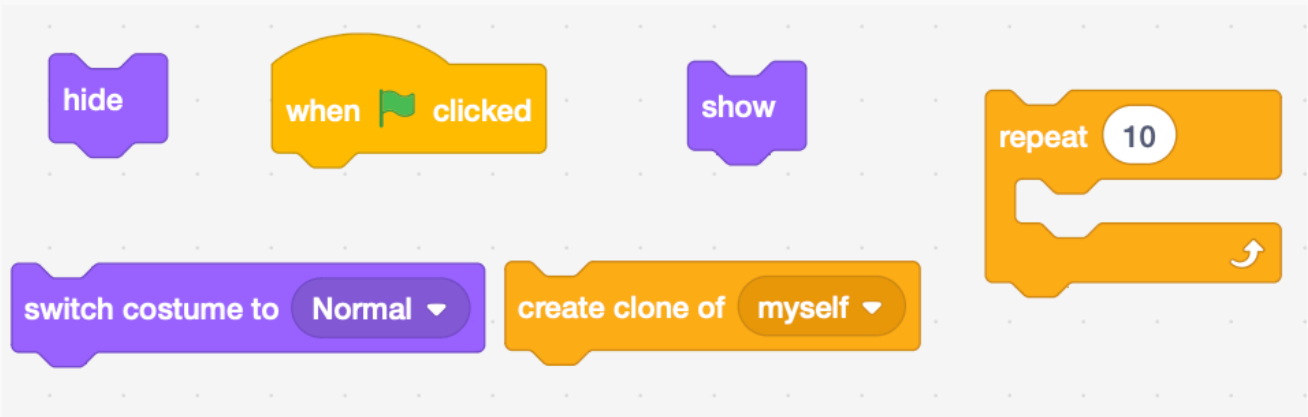 hide
when clicked
show
repeat 10
switch costume to Normal
create clone of myself